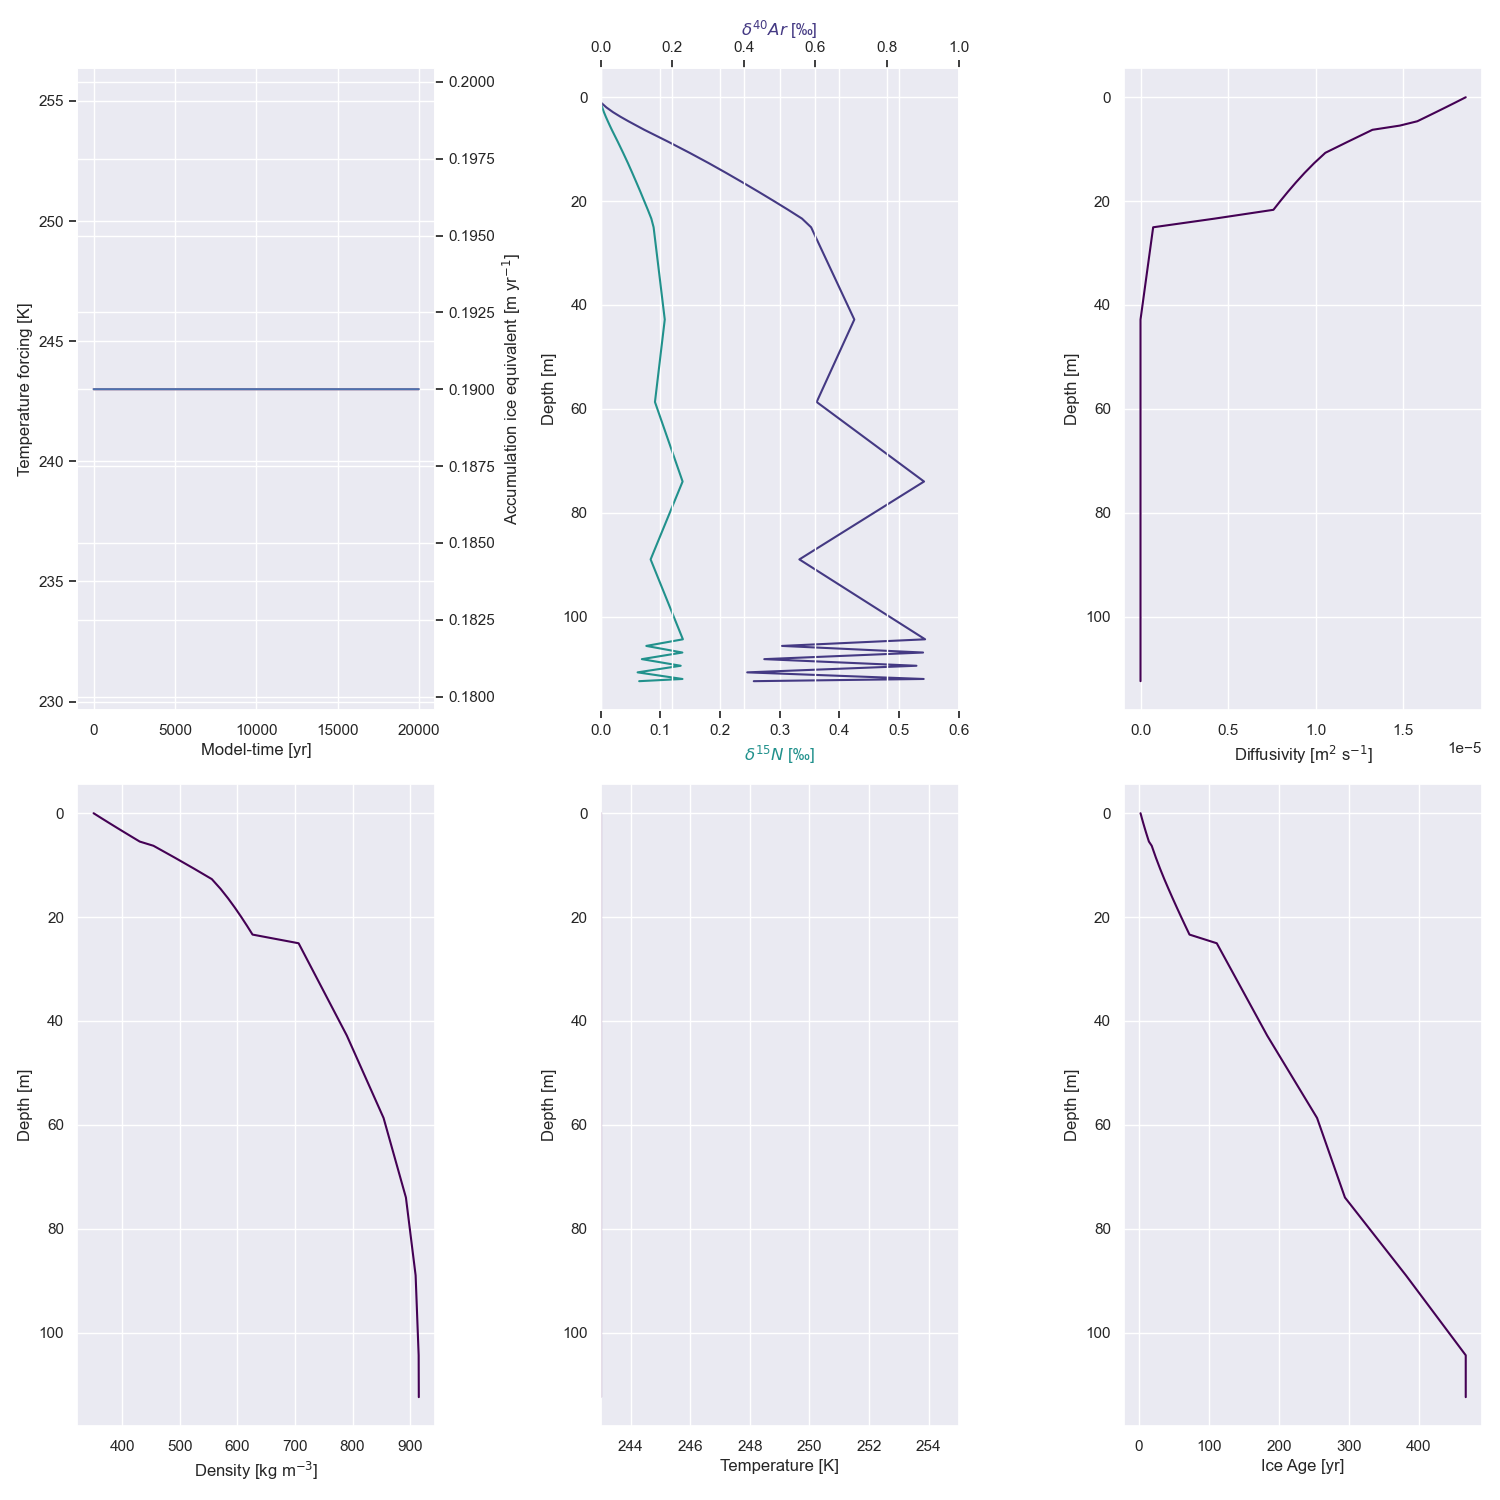 δ⁴⁰Ar [‰]
0.0 0.2 0.4 0.6 0.8 1.0
Temperature forcing [K]
255
250
245
240
235
230
0.2000
0.1975
0.1950
0.1925
0.1900
0.1875
0.1850
0.1825
0.1800
Accumulation ice equivalent [m yr⁻¹]
0 5000 10000 15000 20000
Model-time [yr]
Depth [m]
0
20
40
60
80
100
0.0 0.1 0.2 0.3 0.4 0.5 0.6
δ¹⁵N [‰]
Depth [m]
0
20
40
60
80
100
0.0 0.5 1.0 1.5
1e−5
Diffusivity [m² s⁻¹]
Depth [m]
0
20
40
60
80
100
400 500 600 700 800 900
Density [kg m⁻³]
Depth [m]
0
20
40
60
80
100
244 246 248 250 252 254
Temperature [K]
Depth [m]
0
20
40
60
80
100
0 100 200 300 400
Ice Age [yr]